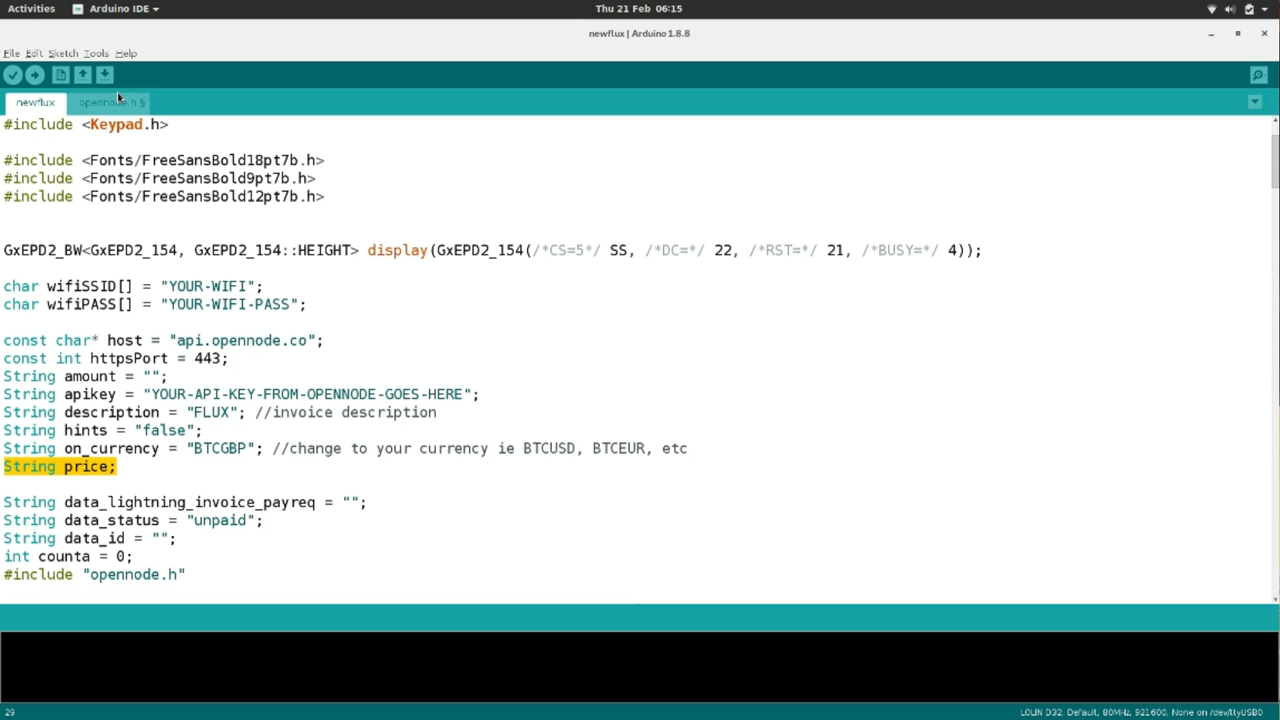 Activities Arduino IDE Thu 21 Feb 06:15
newflux | Arduino 1.8.8
File Edit Sketch Tools Help
newflux opennode.h §
#include <Keypad.h>
#include <Fonts/FreeSansBold18pt7b.h>
#include <Fonts/FreeSansBold9pt7b.h>
#include <Fonts/FreeSansBold12pt7b.h>
GxEPD2_BW<GxEPD2_154, GxEPD2_154::HEIGHT> display(GxEPD2_154(/*CS=5*/ SS, /*DC=*/ 22, /*RST=*/ 21, /*BUSY=*/ 4));
char wifiSSID[] = "YOUR-WIFI";
char wifiPASS[] = "YOUR-WIFI-PASS";
const char* host = "api.opennode.co";
const int httpsPort = 443;
String amount = "";
String apikey = "YOUR-API-KEY-FROM-OPENNODE-GOES-HERE";
String description = "FLUX"; //invoice description
String hints = "false";
String on_currency = "BTCGBP"; //change to your currency ie BTCUSD, BTCEUR, etc
String price;
String data_lightning_invoice_payreq = "";
String data_status = "unpaid";
String data_id = "";
int counta = 0;
#include "opennode.h"
29 LOLIN D32, Default, 80MHz, 921600, None on /dev/ttyUSB0